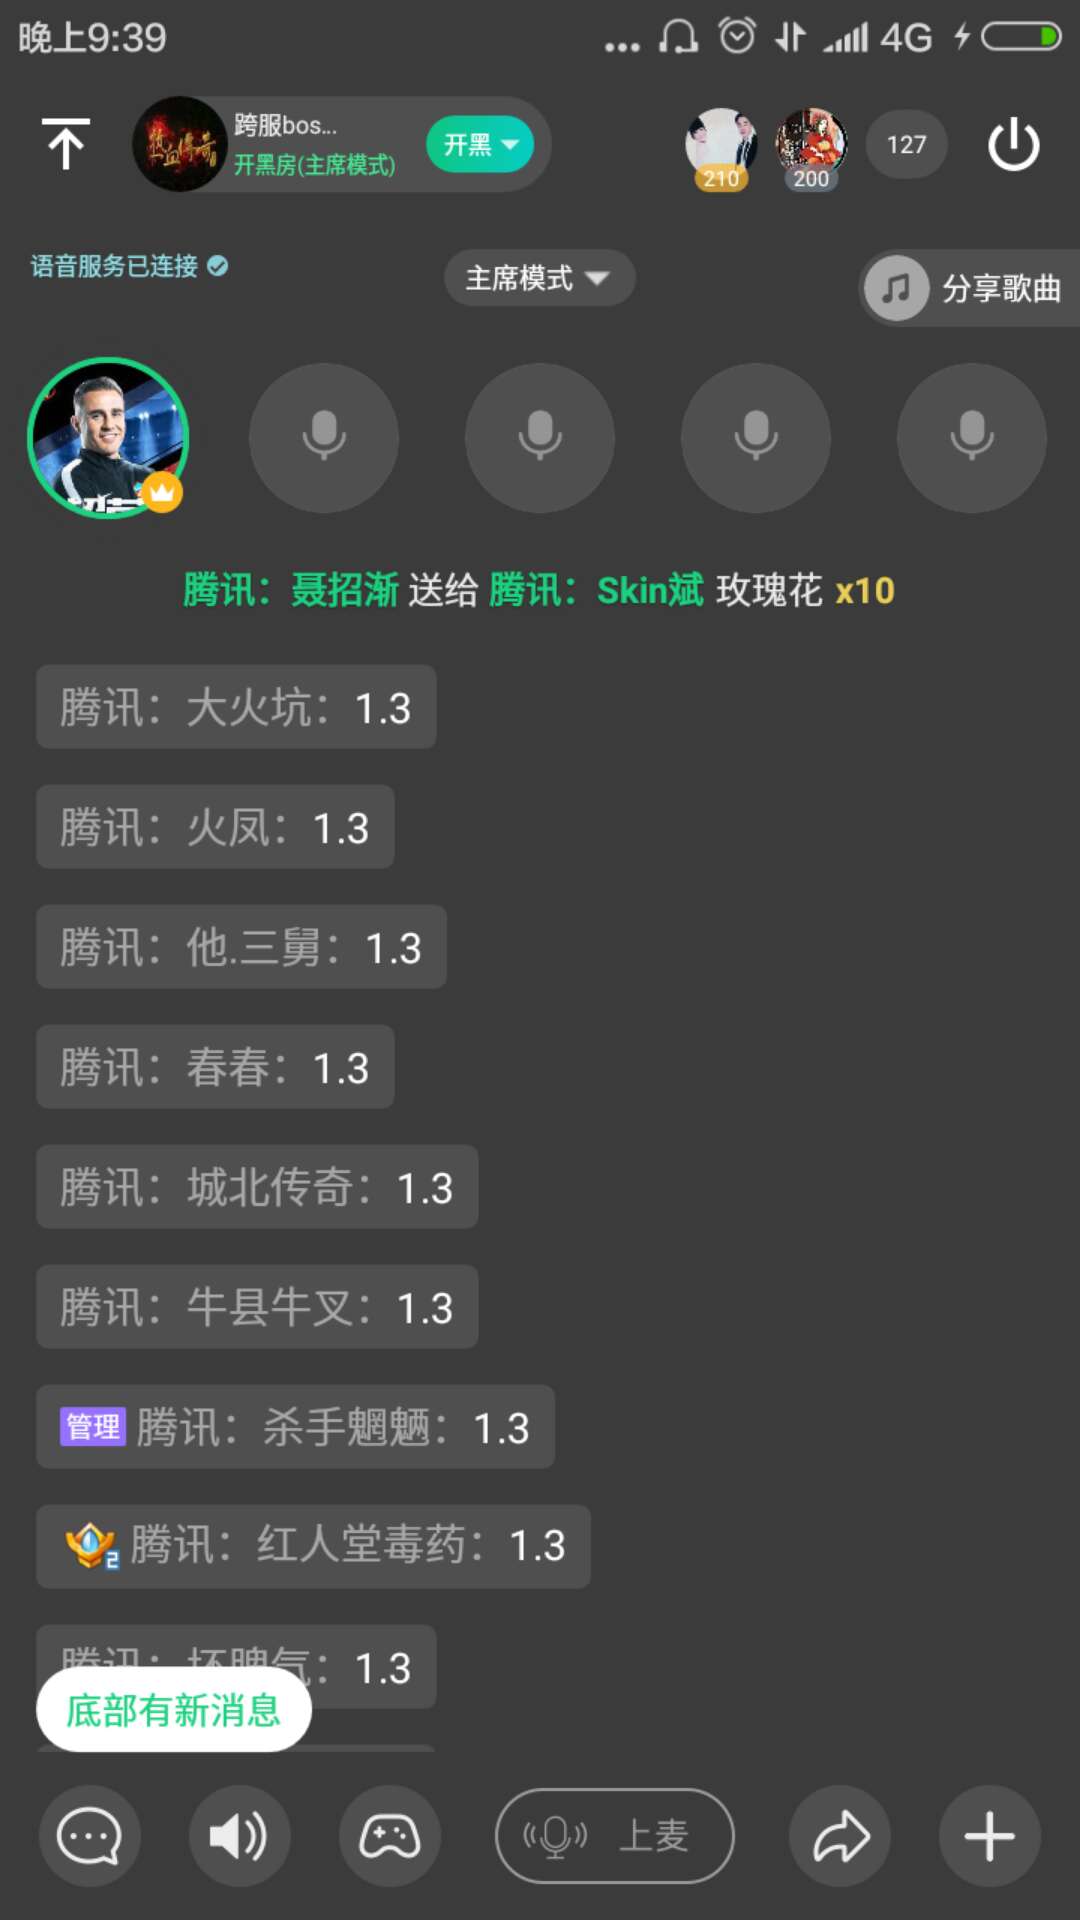 晚上9:39
4G
跨服bos...
开黑房(主席模式)
开黑
210
200
127
语音服务已连接
主席模式
分享歌曲
腾讯：聂招渐 送给 腾讯：Skin斌 玫瑰花 x10
腾讯：大火坑：1.3
腾讯：火凤：1.3
腾讯：他.三舅：1.3
腾讯：春春：1.3
腾讯：城北传奇：1.3
腾讯：牛县牛叉：1.3
管理 腾讯：杀手魍魉：1.3
2 腾讯：红人堂毒药：1.3
腾讯：坏脾气：1.3
底部有新消息
上麦